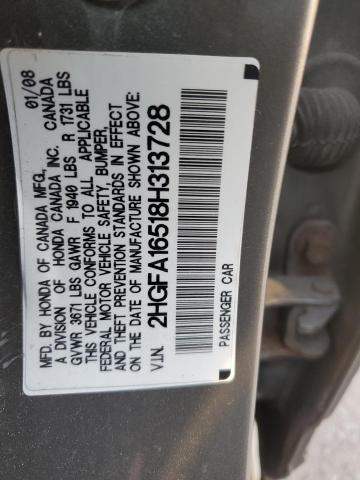 MFD. BY HONDA OF CANADA MFG., 01/08
A DIVISION OF HONDA CANADA INC. CANADA
GVWR 3671 LBS GAWR F 1940 LBS R 1731 LBS
THIS VEHICLE CONFORMS TO ALL APPLICABLE
FEDERAL MOTOR VEHICLE SAFETY, BUMPER,
AND THEFT PREVENTION STANDARDS IN EFFECT
ON THE DATE OF MANUFACTURE SHOWN ABOVE.
V.I.N. 2HGFA16518H313728
PASSENGER CAR